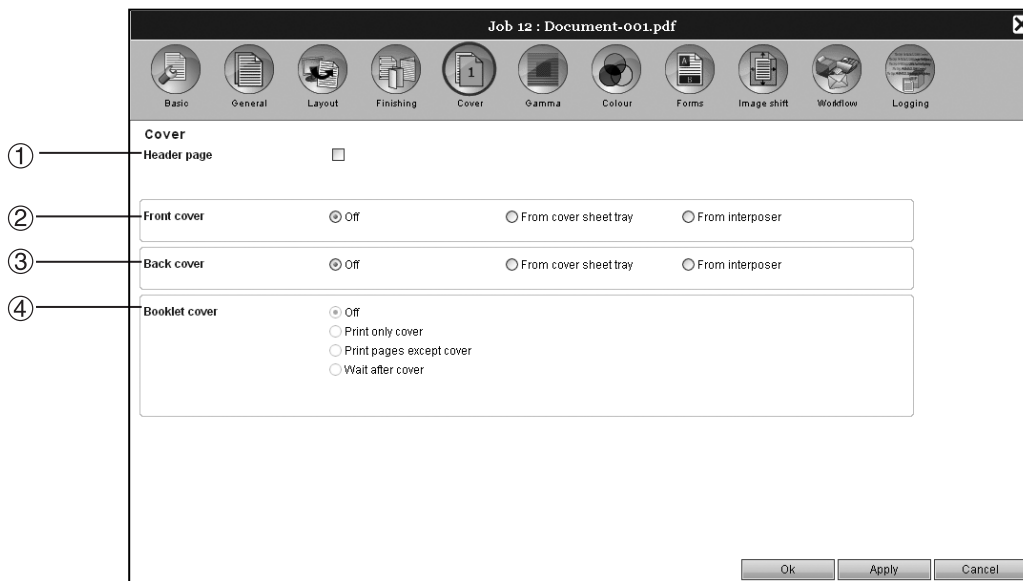 Job 12 : Document-001.pdf
Basic General Layout Finishing Cover Gamma Colour Forms Image shift Workflow Logging
Cover
① Header page
② Front cover Off From cover sheet tray From interposer
③ Back cover Off From cover sheet tray From interposer
④ Booklet cover Off
Print only cover
Print pages except cover
Wait after cover
Ok Apply Cancel